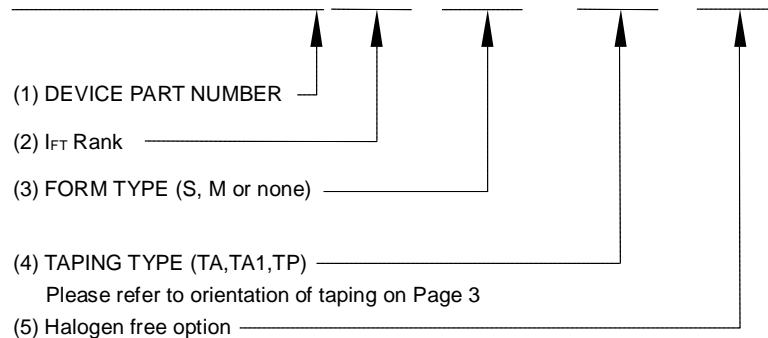 (1) DEVICE PART NUMBER
(2) IFT Rank
(3) FORM TYPE (S, M or none)
(4) TAPING TYPE (TA,TA1,TP)
Please refer to orientation of taping on Page 3
(5) Halogen free option